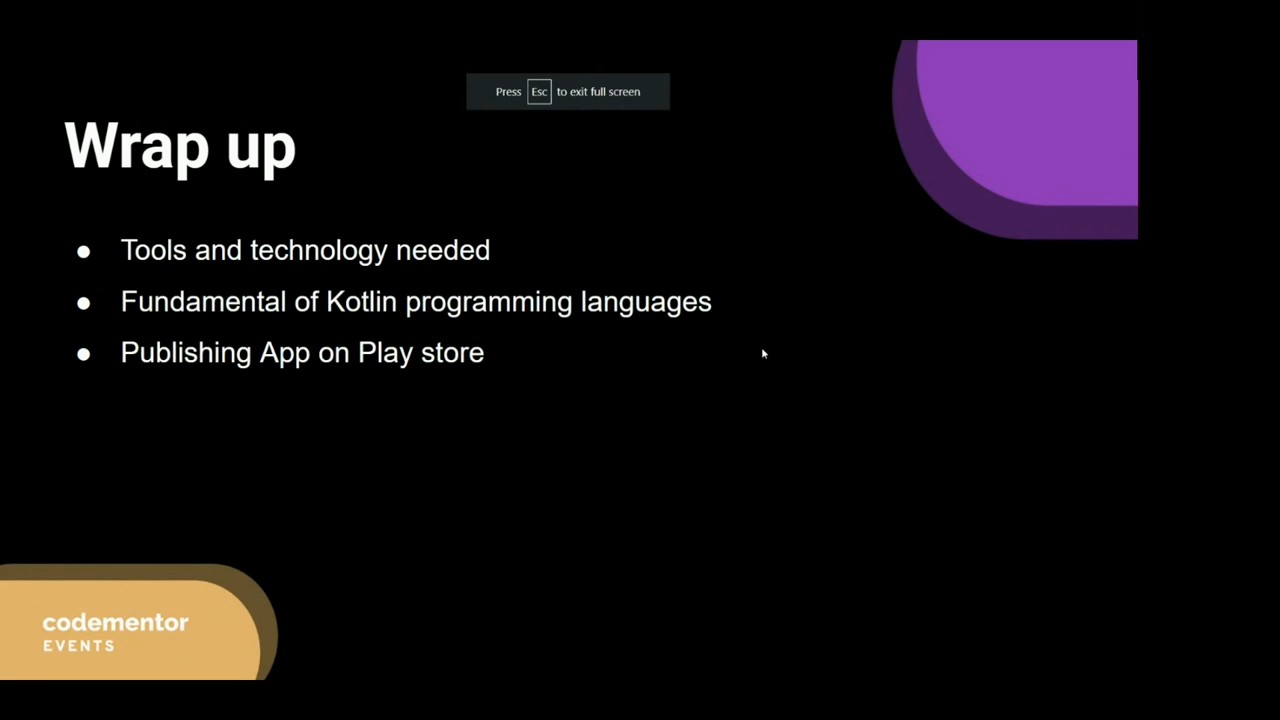 Press Esc to exit full screen
Wrap up
● Tools and technology needed
● Fundamental of Kotlin programming languages
● Publishing App on Play store
codementor
EVENTS